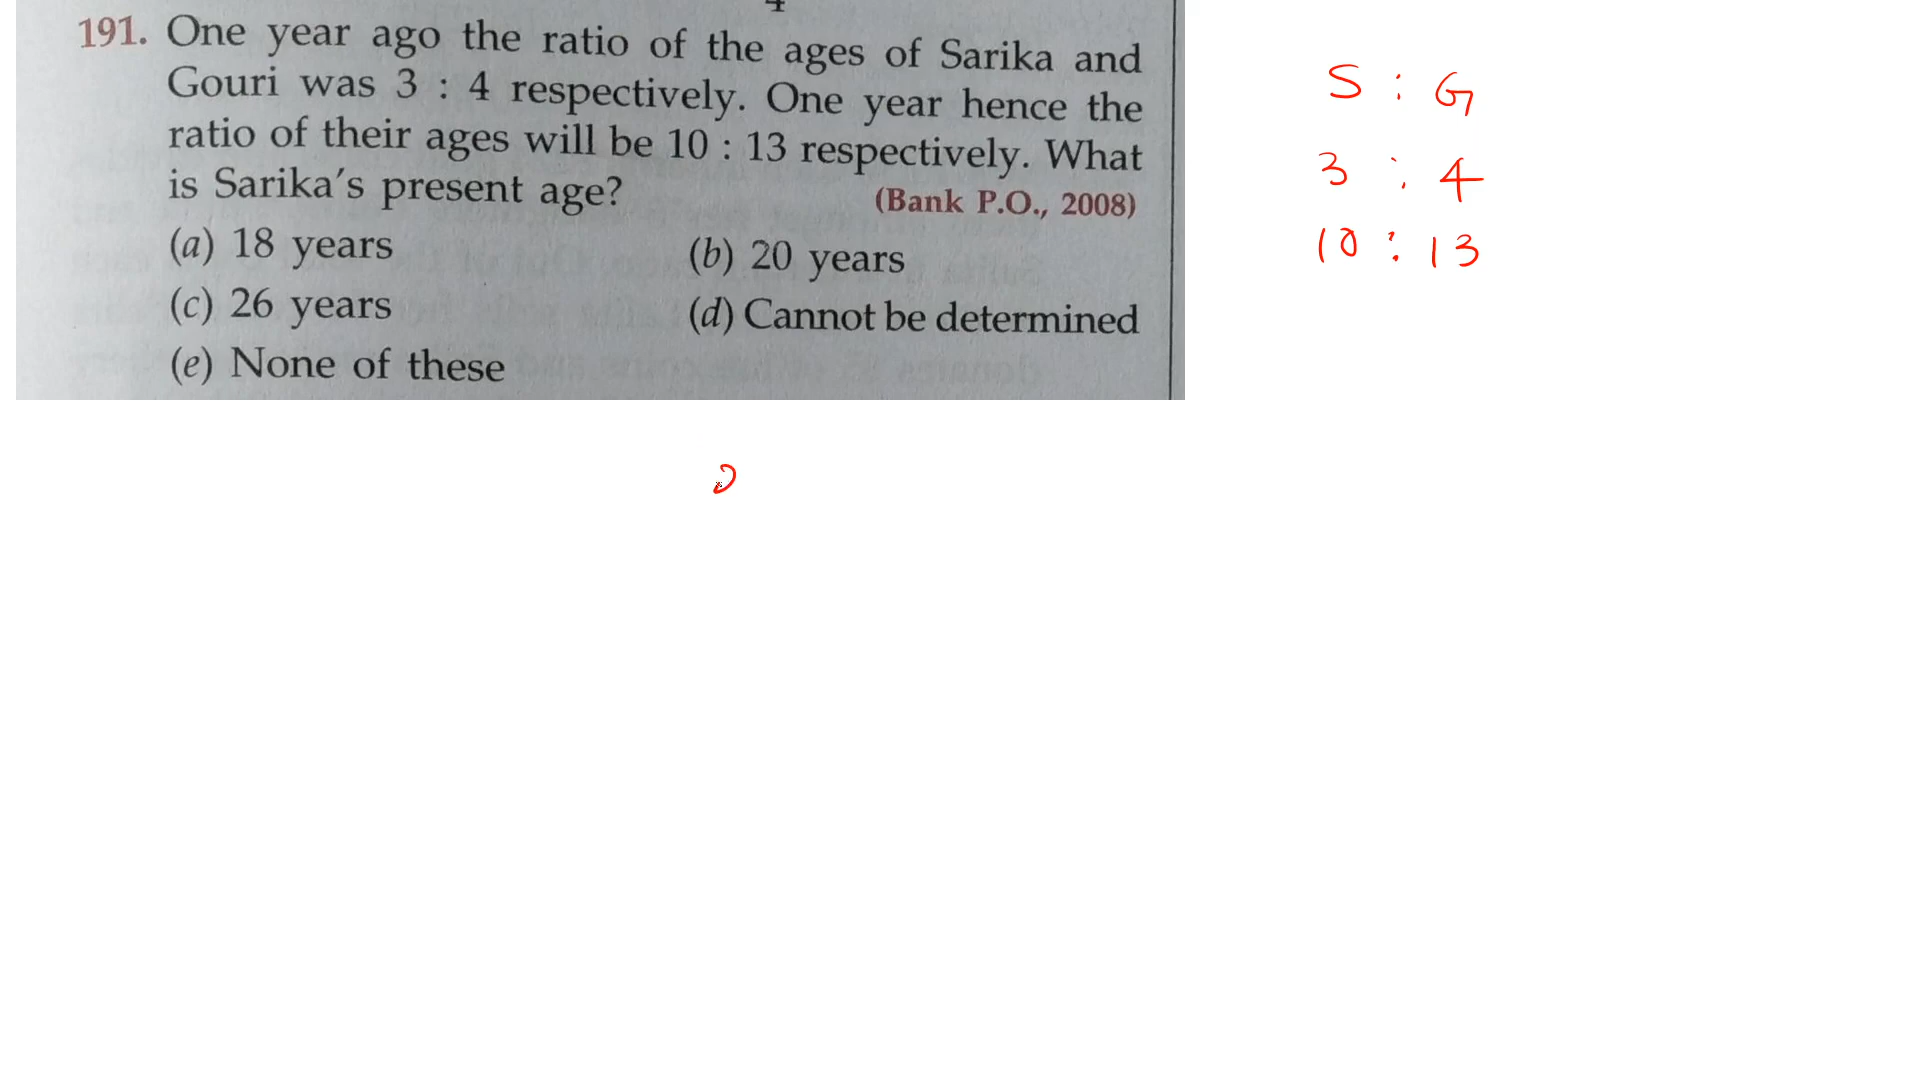 191. One year ago the ratio of the ages of Sarika and
Gouri was 3 : 4 respectively. One year hence the
ratio of their ages will be 10 : 13 respectively. What
is Sarika's present age? (Bank P.O., 2008)
(a) 18 years (b) 20 years
(c) 26 years (d) Cannot be determined
(e) None of these
S : G
3 : 4
10 : 13